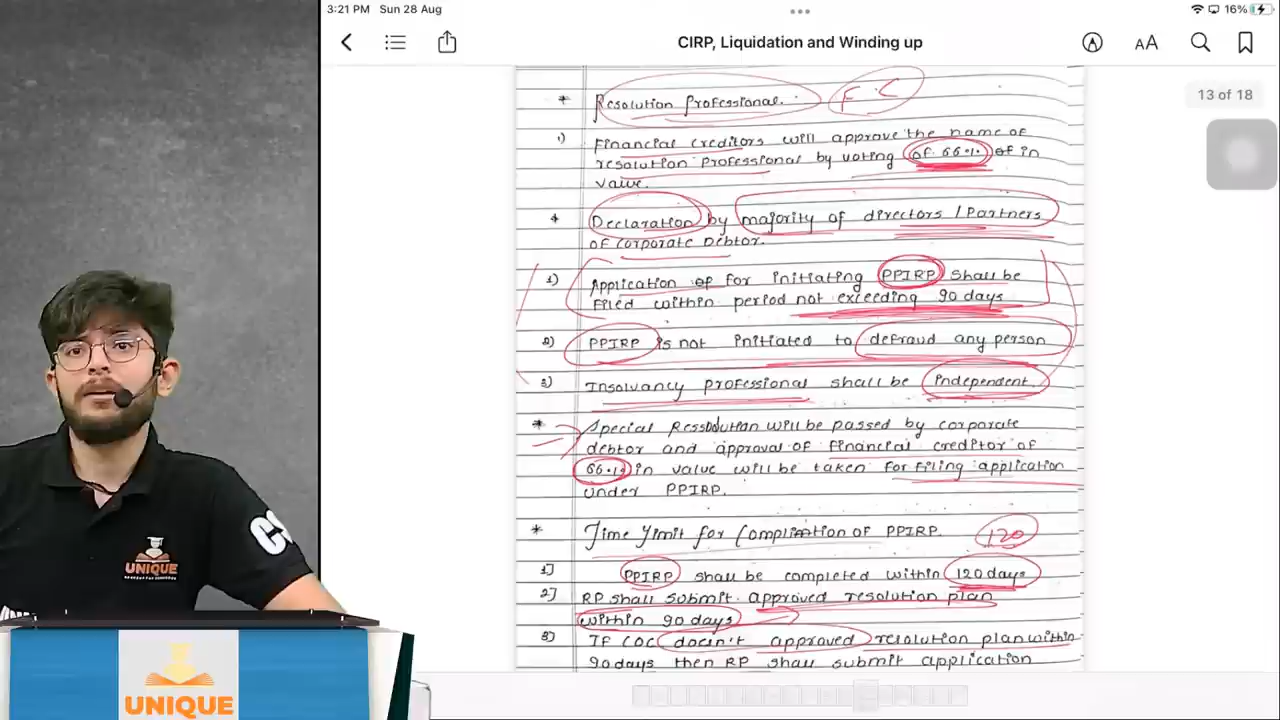 3:21 PM Sun 28 Aug
16%
CIRP, Liquidation and Winding up
AA
13 of 18
* Resolution Professional. F.C
1) Financial creditors will approve the name of
resolution professional by voting of 66% of in
value.
* Declaration by majority of directors / Partners
of corporate Debtor.
1) Application of for initiating PPIRP shall be
filed within period not exceeding 90 days
2) PPIRP is not initiated to defraud any person
3) Insolvancy professional shall be independent.
* Special Resolution will be passed by corporate
debtor and approval of financial creditor of
66% in value will be taken for filing application
under PPIRP.
* Time limit for Complination of PPIRP. 120
1] PPIRP shall be completed within 120 days
2] RP shall submit approved resolution plan
within 90 days
3) If COC doesn't approved resolution plan within
90 days then RP shall submit application
UNIQUE
CS
UNIQUE